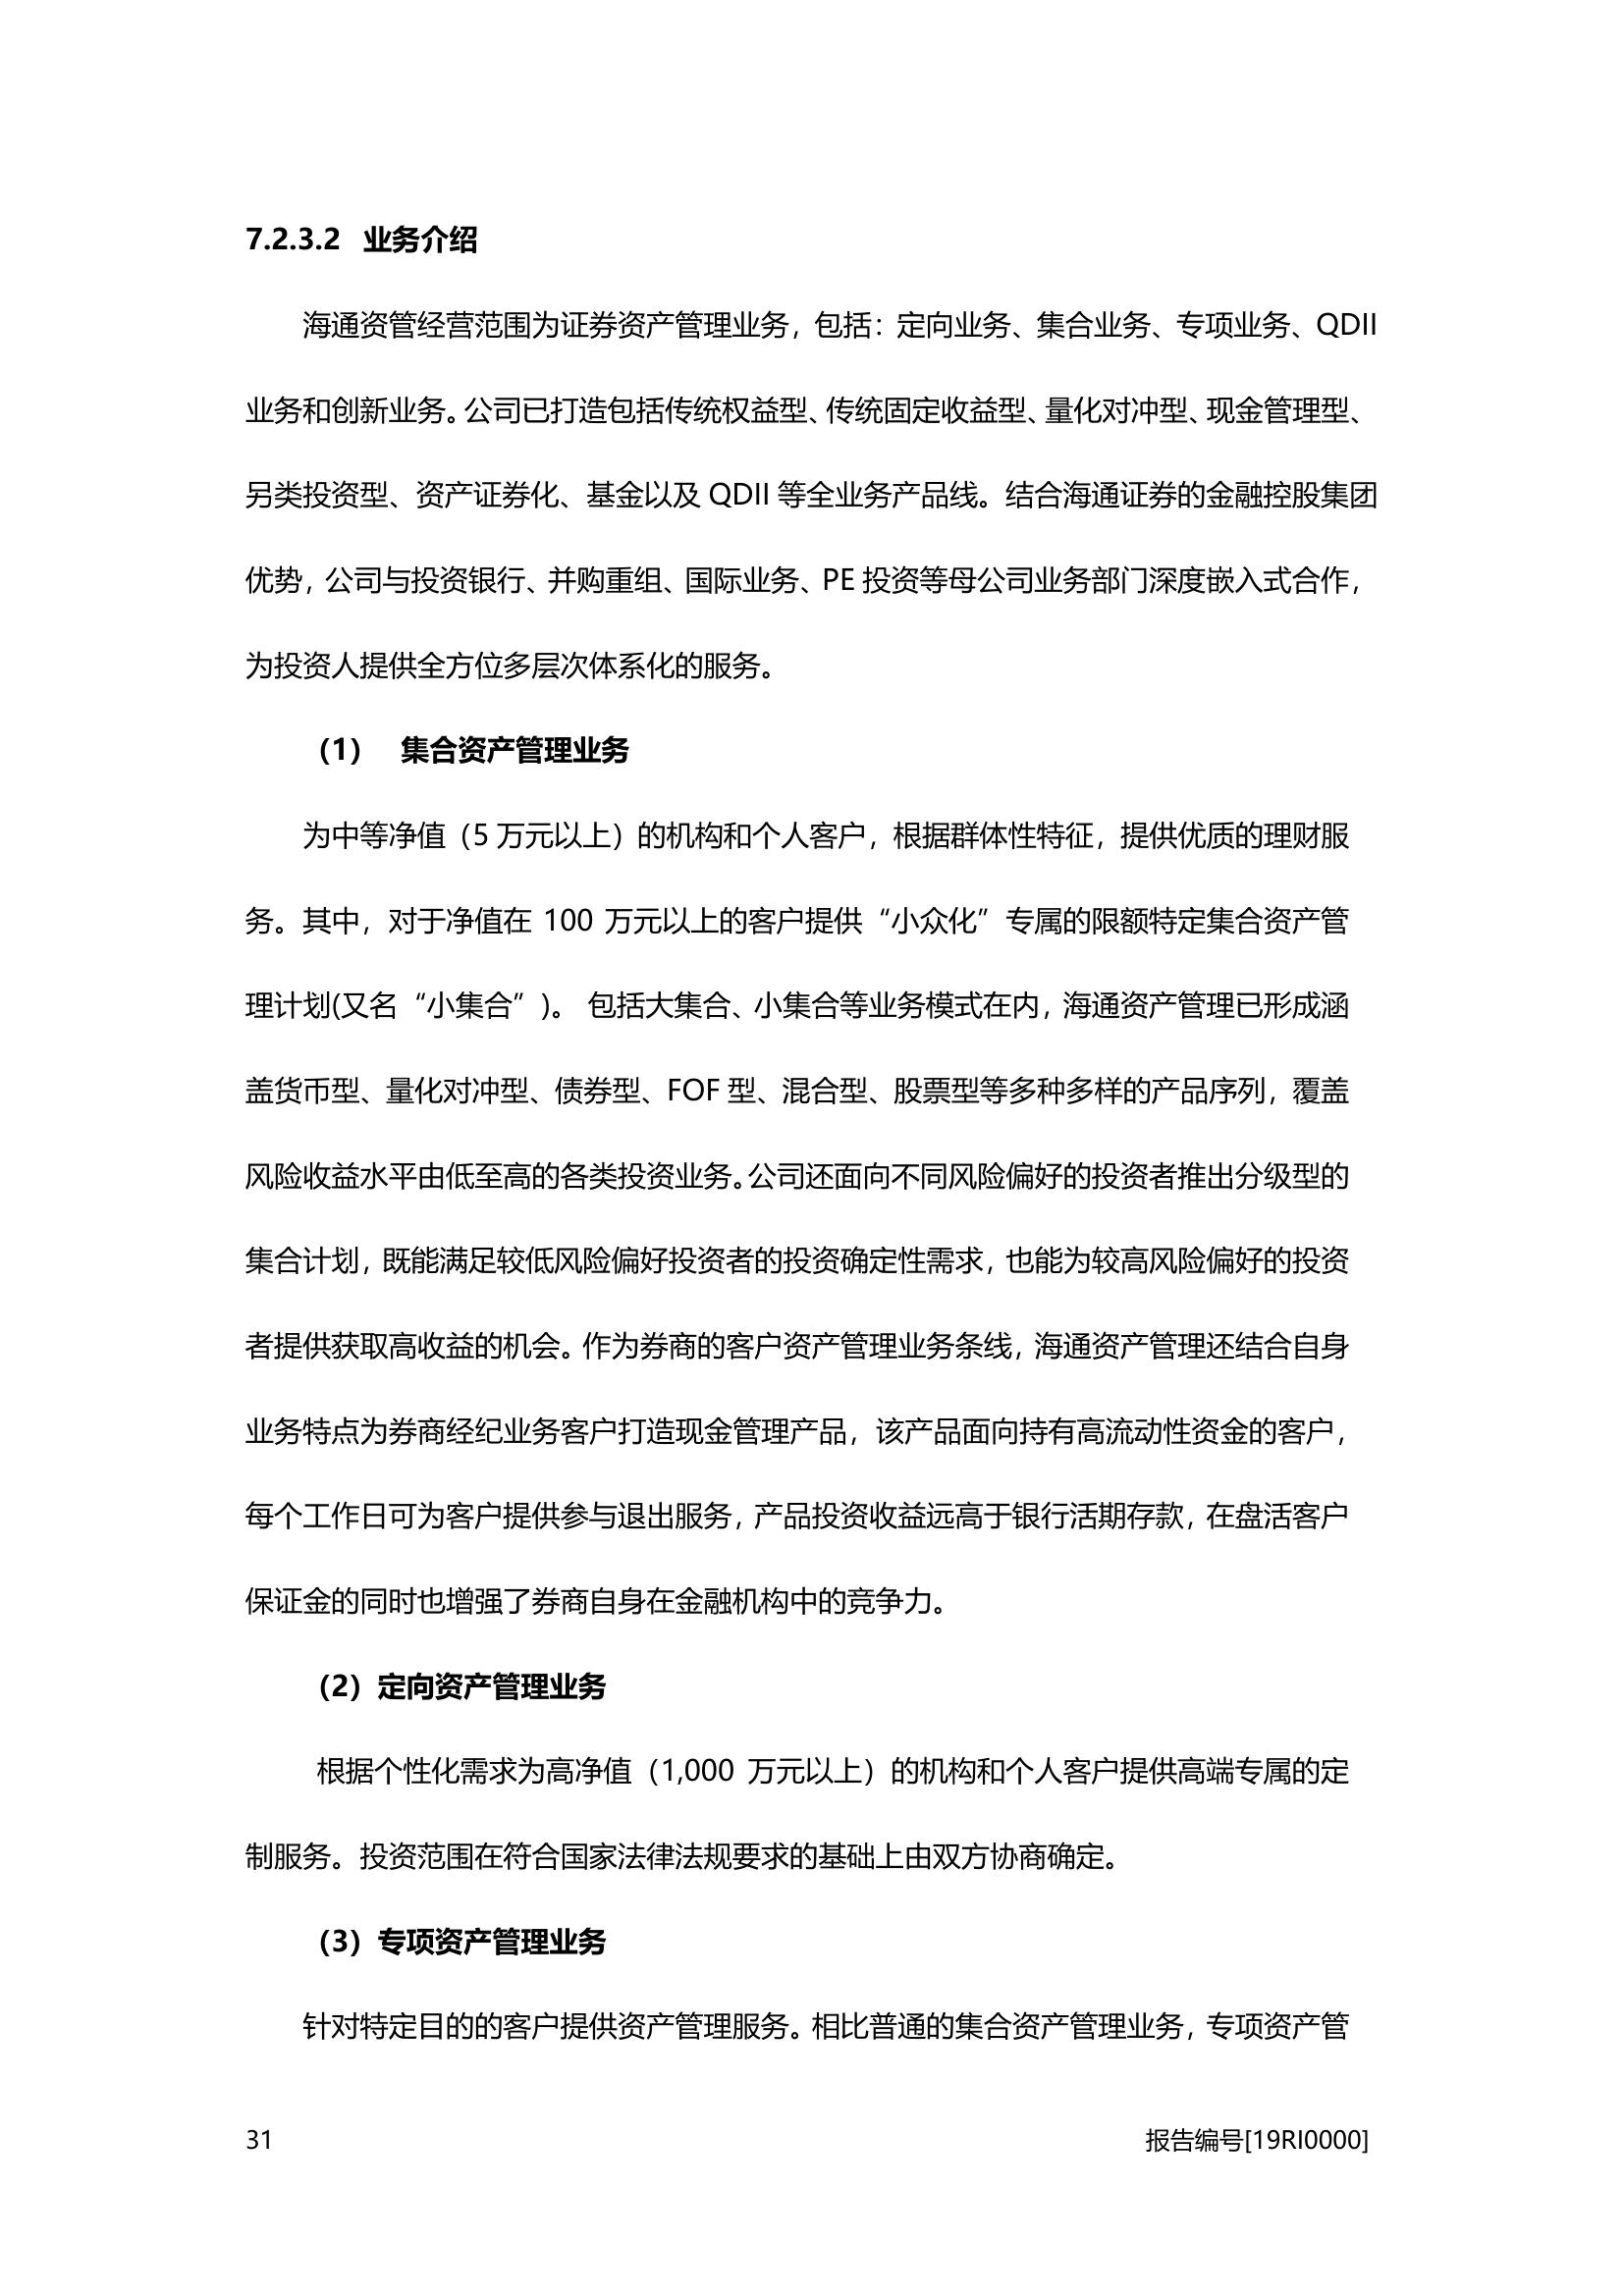 7.2.3.2 业务介绍
海通资管经营范围为证券资产管理业务，包括：定向业务、集合业务、专项业务、QDII
业务和创新业务。公司已打造包括传统权益型、传统固定收益型、量化对冲型、现金管理型、
另类投资型、资产证券化、基金以及 QDII 等全业务产品线。结合海通证券的金融控股集团
优势，公司与投资银行、并购重组、国际业务、PE 投资等母公司业务部门深度嵌入式合作，
为投资人提供全方位多层次体系化的服务。
（1） 集合资产管理业务
为中等净值（5 万元以上）的机构和个人客户，根据群体性特征，提供优质的理财服
务。其中，对于净值在 100 万元以上的客户提供“小众化”专属的限额特定集合资产管
理计划(又名“小集合”)。 包括大集合、小集合等业务模式在内，海通资产管理已形成涵
盖货币型、量化对冲型、债券型、FOF 型、混合型、股票型等多种多样的产品序列，覆盖
风险收益水平由低至高的各类投资业务。公司还面向不同风险偏好的投资者推出分级型的
集合计划，既能满足较低风险偏好投资者的投资确定性需求，也能为较高风险偏好的投资
者提供获取高收益的机会。作为券商的客户资产管理业务条线，海通资产管理还结合自身
业务特点为券商经纪业务客户打造现金管理产品，该产品面向持有高流动性资金的客户，
每个工作日可为客户提供参与退出服务，产品投资收益远高于银行活期存款，在盘活客户
保证金的同时也增强了券商自身在金融机构中的竞争力。
（2）定向资产管理业务
根据个性化需求为高净值（1,000 万元以上）的机构和个人客户提供高端专属的定
制服务。投资范围在符合国家法律法规要求的基础上由双方协商确定。
（3）专项资产管理业务
针对特定目的的客户提供资产管理服务。相比普通的集合资产管理业务，专项资产管
31 报告编号[19RI0000]